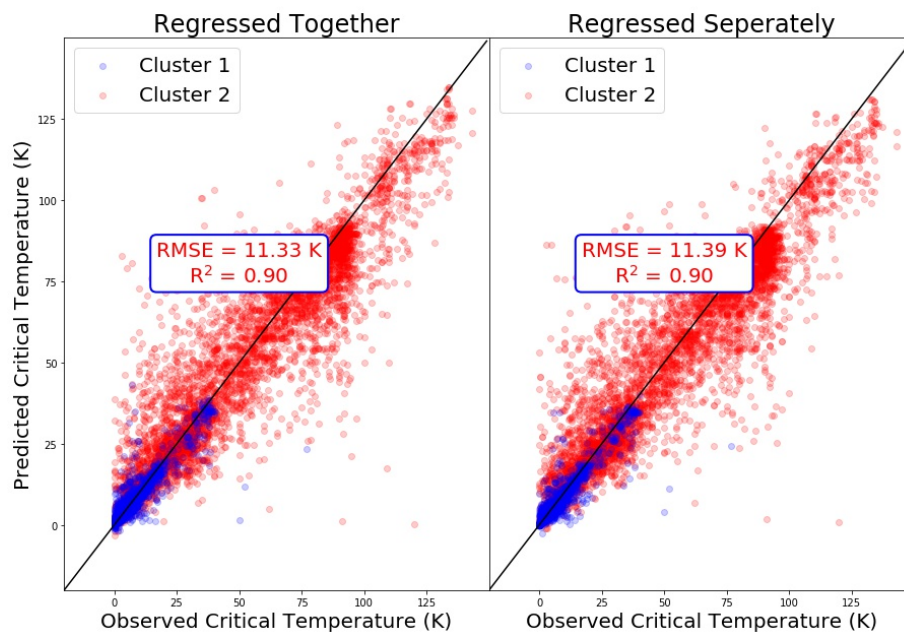 Regressed Together
Regressed Seperately
Cluster 1
Cluster 2
Cluster 1
Cluster 2
RMSE = 11.33 K
R² = 0.90
RMSE = 11.39 K
R² = 0.90
Predicted Critical Temperature (K)
125
100
75
50
25
0
0 25 50 75 100 125
0 25 50 75 100 125
Observed Critical Temperature (K)
Observed Critical Temperature (K)